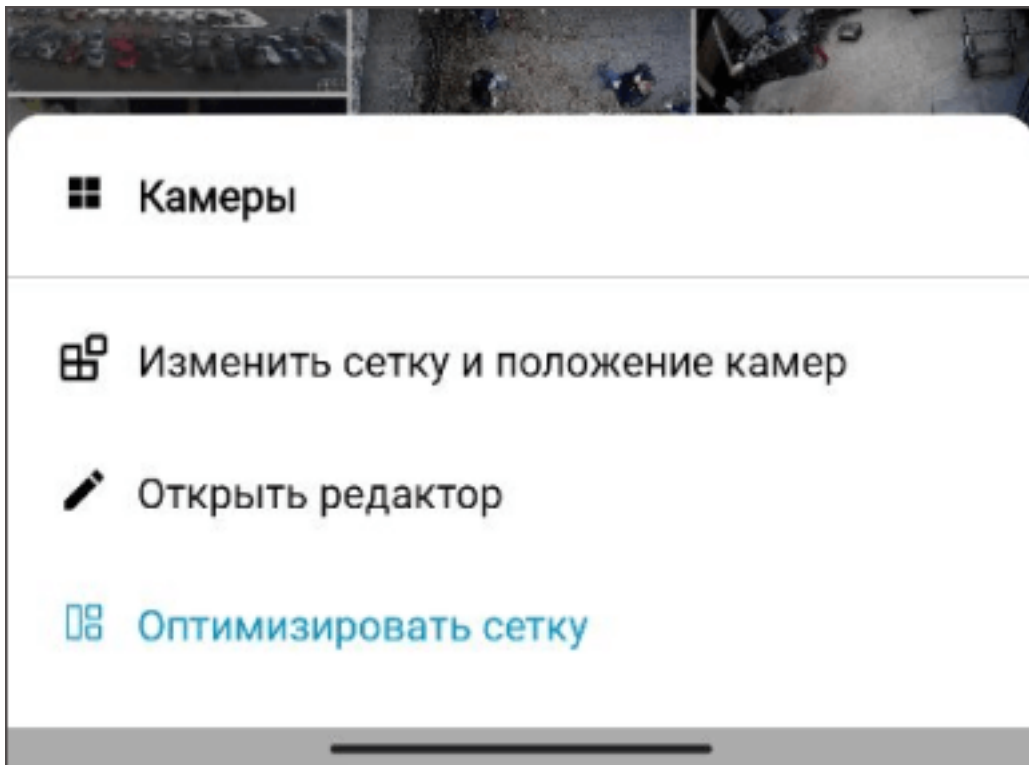 Камеры
Изменить сетку и положение камер
Открыть редактор
Оптимизировать сетку